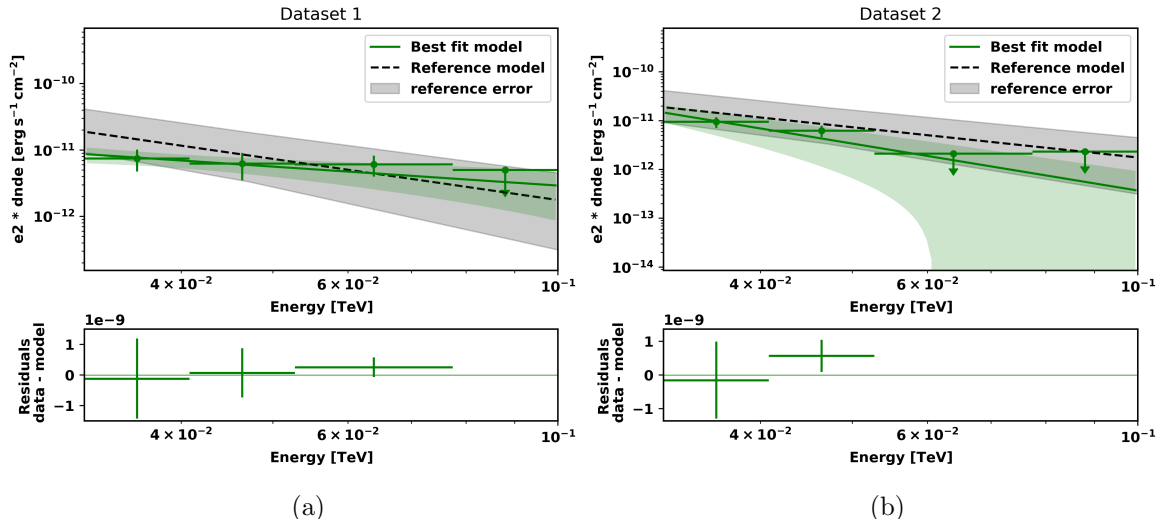 Dataset 1
e2 * dnde [erg s⁻¹ cm⁻²]
10⁻¹⁰
10⁻¹¹
10⁻¹²
Best fit model
Reference model
reference error
4 × 10⁻²
6 × 10⁻²
10⁻¹
Energy [TeV]
1e−9
Residuals
data - model
1
0
−1
4 × 10⁻²
6 × 10⁻²
10⁻¹
Energy [TeV]
(a)
Dataset 2
e2 * dnde [erg s⁻¹ cm⁻²]
10⁻¹⁰
10⁻¹¹
10⁻¹²
10⁻¹³
10⁻¹⁴
Best fit model
Reference model
reference error
4 × 10⁻²
6 × 10⁻²
10⁻¹
Energy [TeV]
1e−9
Residuals
data - model
1
0
−1
4 × 10⁻²
6 × 10⁻²
10⁻¹
Energy [TeV]
(b)